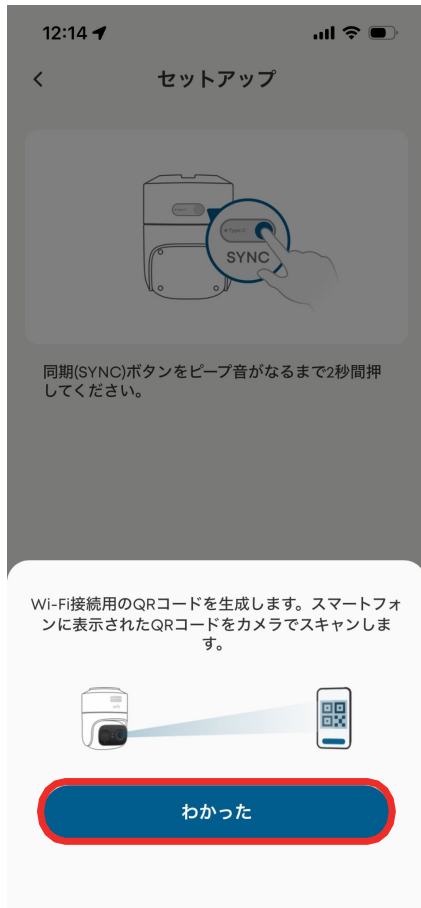 12:14
セットアップ
Type-C
SYNC
同期(SYNC)ボタンをピープ音がなるまで2秒間押
してください。
Wi-Fi接続用のQRコードを生成します。スマートフォ
ンに表示されたQRコードをカメラでスキャンしま
す。
わかった